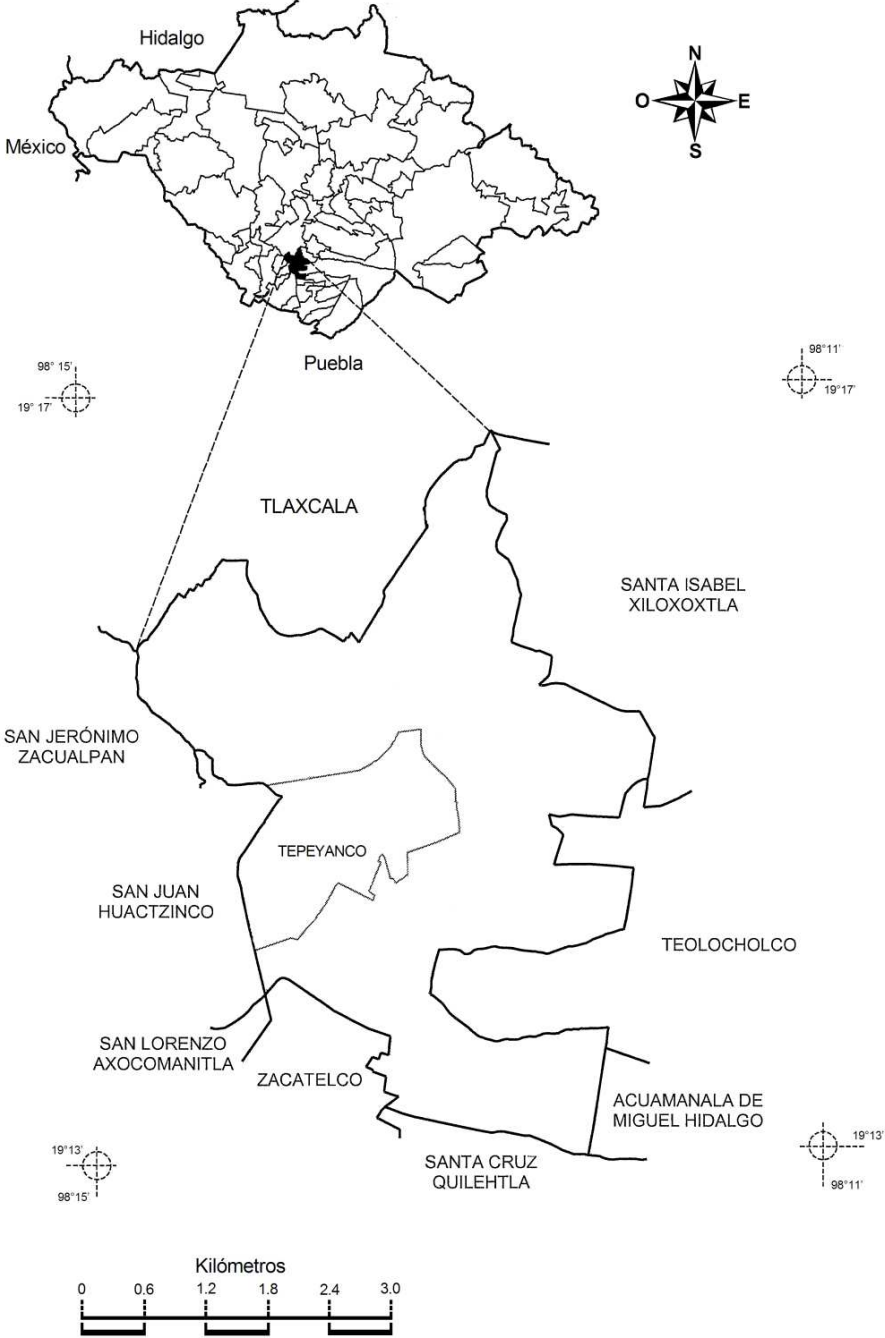 Hidalgo
México
Puebla
N
O
E
S
98° 15'
19° 17'
98°11'
19°17'
TLAXCALA
SANTA ISABEL
XILOXOXTLA
SAN JERÓNIMO
ZACUALPAN
TEPEYANCO
SAN JUAN
HUACTZINCO
TEOLOCHOLCO
SAN LORENZO
AXOCOMANITLA
ZACATELCO
ACUAMANALA DE
MIGUEL HIDALGO
SANTA CRUZ
QUILEHTLA
19°13'
98°15'
19°13'
98°11'
Kilómetros
0 0.6 1.2 1.8 2.4 3.0